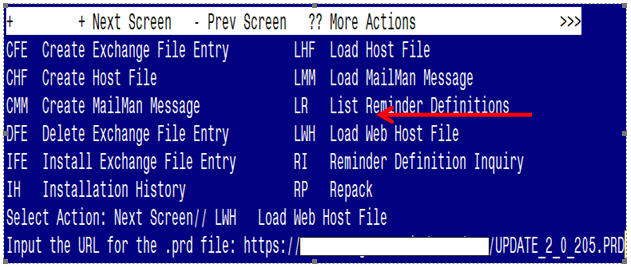 + + Next Screen - Prev Screen ?? More Actions >>>
CFE Create Exchange File Entry LHF Load Host File
CHF Create Host File LMM Load MailMan Message
CMM Create MailMan Message LR List Reminder Definitions
DFE Delete Exchange File Entry LWH Load Web Host File
IFE Install Exchange File Entry RI Reminder Definition Inquiry
IH Installation History RP Repack
Select Action: Next Screen// LWH Load Web Host File
Input the URL for the .prd file: https:// /UPDATE_2_0_205.PRD